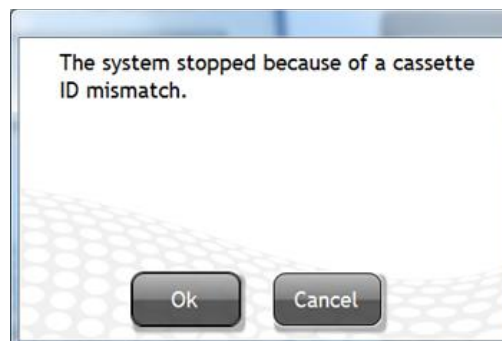 The system stopped because of a cassette
ID mismatch.
Ok
Cancel